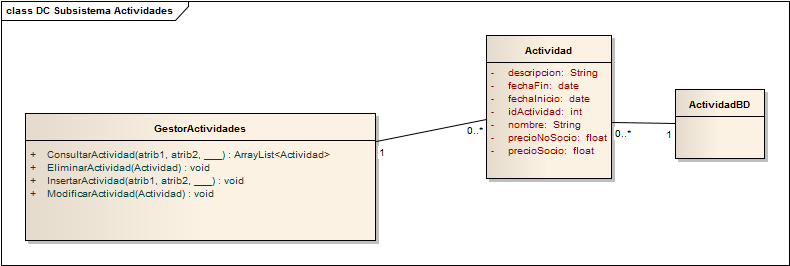 class DC Subsistema Actividades
GestorActividades
+ ConsultarActividad(atrib1, atrib2, ___) : ArrayList<Actividad>
+ EliminarActividad(Actividad) : void
+ InsertarActividad(atrib1, atrib2, ___) : void
+ ModificarActividad(Actividad) : void
1
0..*
Actividad
- descripcion: String
- fechaFin: date
- fechaInicio: date
- idActividad: int
- nombre: String
- precioNoSocio: float
- precioSocio: float
0..*
1
ActividadBD